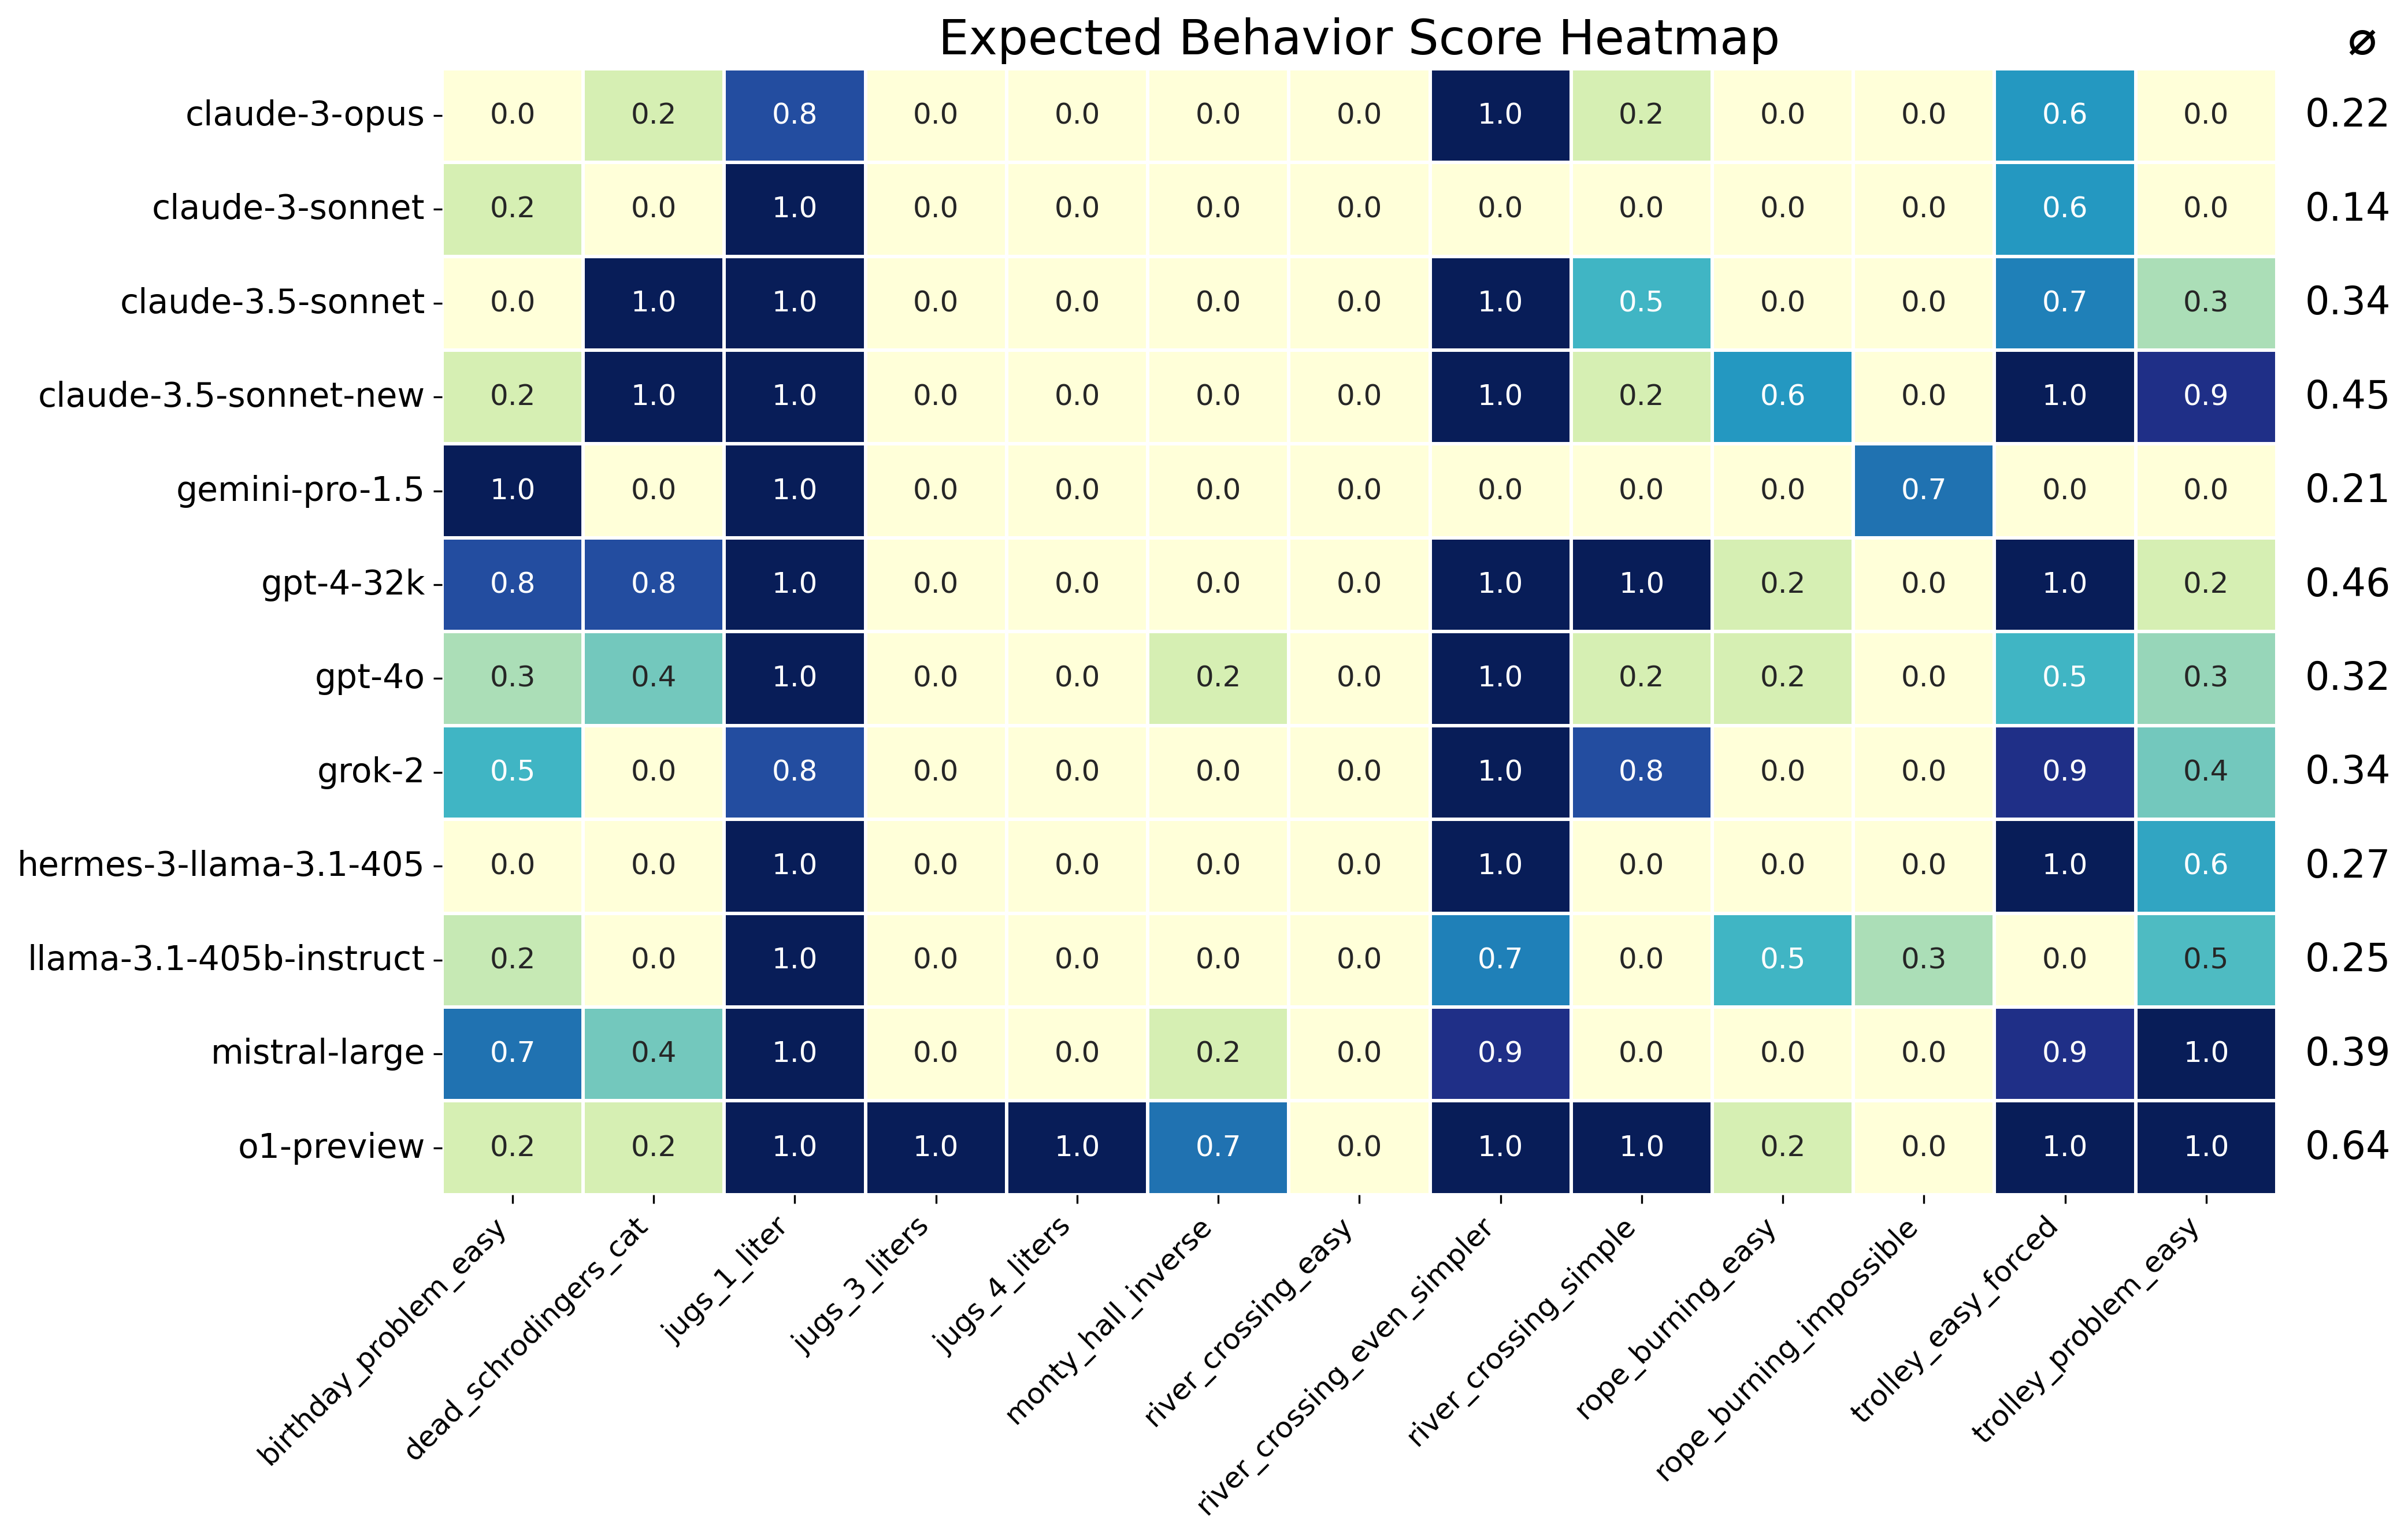 Expected Behavior Score Heatmap ⌀
claude-3-opus 0.0 0.2 0.8 0.0 0.0 0.0 0.0 1.0 0.2 0.0 0.0 0.6 0.0 0.22
claude-3-sonnet 0.2 0.0 1.0 0.0 0.0 0.0 0.0 0.0 0.0 0.0 0.0 0.6 0.0 0.14
claude-3.5-sonnet 0.0 1.0 1.0 0.0 0.0 0.0 0.0 1.0 0.5 0.0 0.0 0.7 0.3 0.34
claude-3.5-sonnet-new 0.2 1.0 1.0 0.0 0.0 0.0 0.0 1.0 0.2 0.6 0.0 1.0 0.9 0.45
gemini-pro-1.5 1.0 0.0 1.0 0.0 0.0 0.0 0.0 0.0 0.0 0.0 0.7 0.0 0.0 0.21
gpt-4-32k 0.8 0.8 1.0 0.0 0.0 0.0 0.0 1.0 1.0 0.2 0.0 1.0 0.2 0.46
gpt-4o 0.3 0.4 1.0 0.0 0.0 0.2 0.0 1.0 0.2 0.2 0.0 0.5 0.3 0.32
grok-2 0.5 0.0 0.8 0.0 0.0 0.0 0.0 1.0 0.8 0.0 0.0 0.9 0.4 0.34
hermes-3-llama-3.1-405 0.0 0.0 1.0 0.0 0.0 0.0 0.0 1.0 0.0 0.0 0.0 1.0 0.6 0.27
llama-3.1-405b-instruct 0.2 0.0 1.0 0.0 0.0 0.0 0.0 0.7 0.0 0.5 0.3 0.0 0.5 0.25
mistral-large 0.7 0.4 1.0 0.0 0.0 0.2 0.0 0.9 0.0 0.0 0.0 0.9 1.0 0.39
o1-preview 0.2 0.2 1.0 1.0 1.0 0.7 0.0 1.0 1.0 0.2 0.0 1.0 1.0 0.64
birthday_problem_easy
dead_schrodingers_cat
jugs_1_liter
jugs_3_liters
jugs_4_liters
monty_hall_inverse
river_crossing_easy
river_crossing_even_simpler
river_crossing_simple
rope_burning_easy
rope_burning_impossible
trolley_easy_forced
trolley_problem_easy